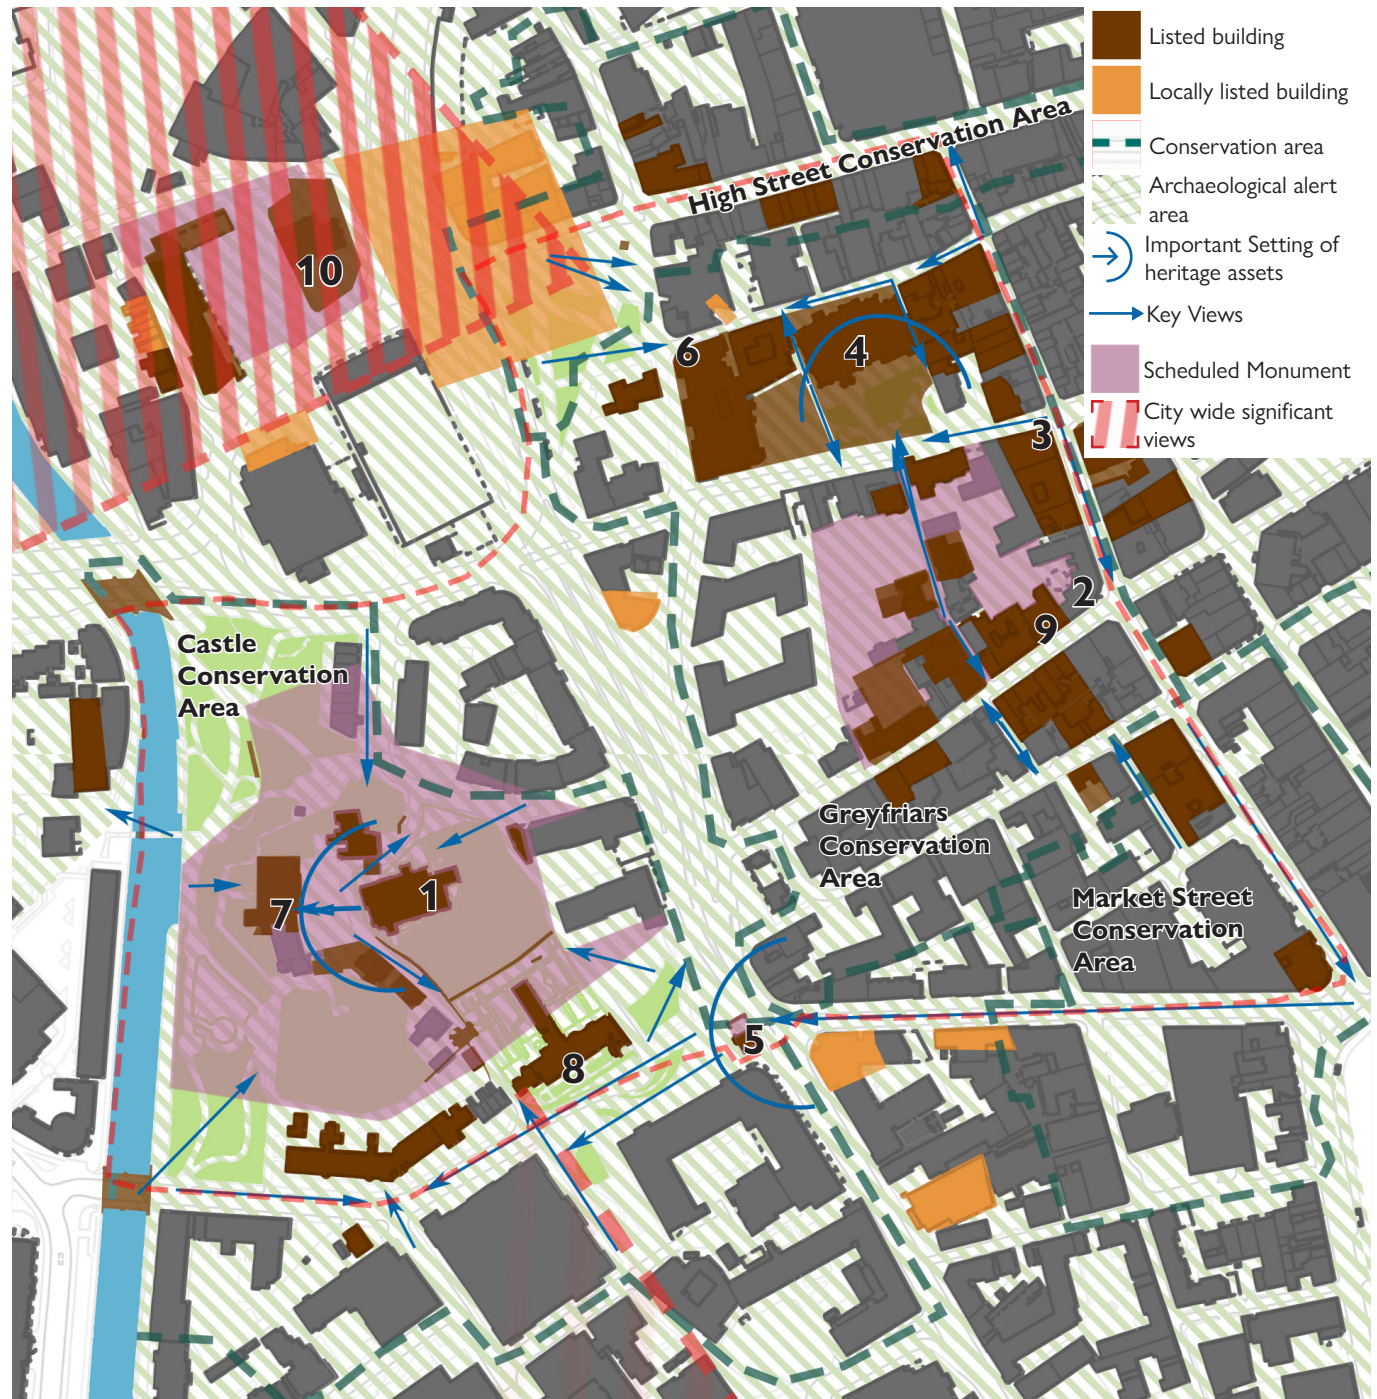 Listed building
Locally listed building
Conservation area
Archaeological alert
area
Important Setting of
heritage assets
Key Views
Scheduled Monument
City wide significant
views
High Street Conservation Area
10
6
4
3
2
9
Castle
Conservation
Area
Greyfriars
Conservation
Area
1
7
Market Street
Conservation
Area
5
8